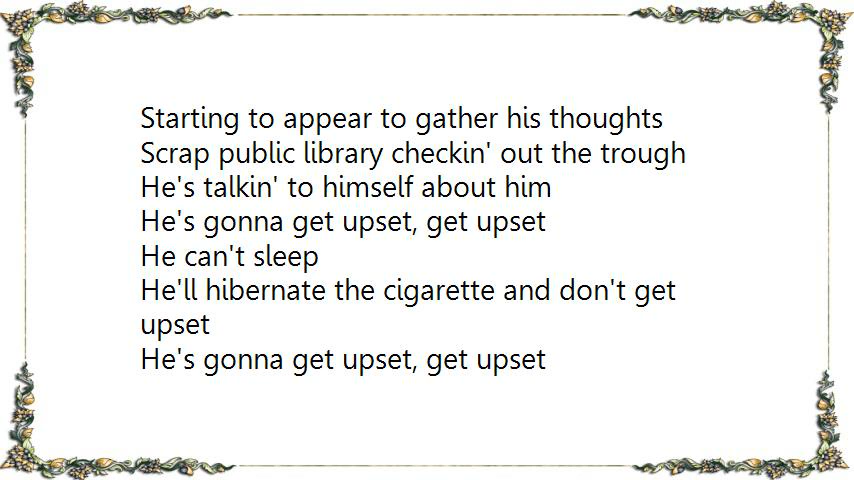 Starting to appear to gather his thoughts
Scrap public library checkin' out the trough
He's talkin' to himself about him
He's gonna get upset, get upset
He can't sleep
He'll hibernate the cigarette and don't get
upset
He's gonna get upset, get upset